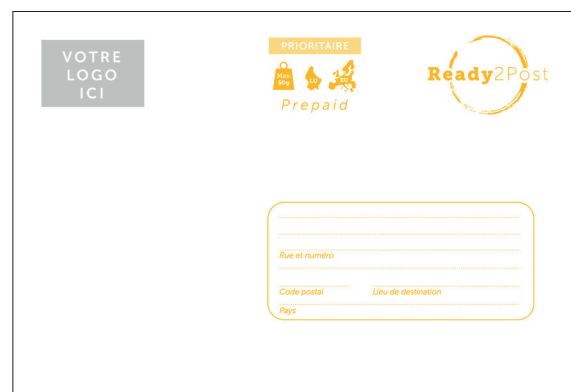 VOTRE
LOGO
ICI
PRIORITAIRE
Max
50g
LU
EU
Prepaid
Ready2Post
Rue et numéro
Code postal
Lieu de destination
Pays